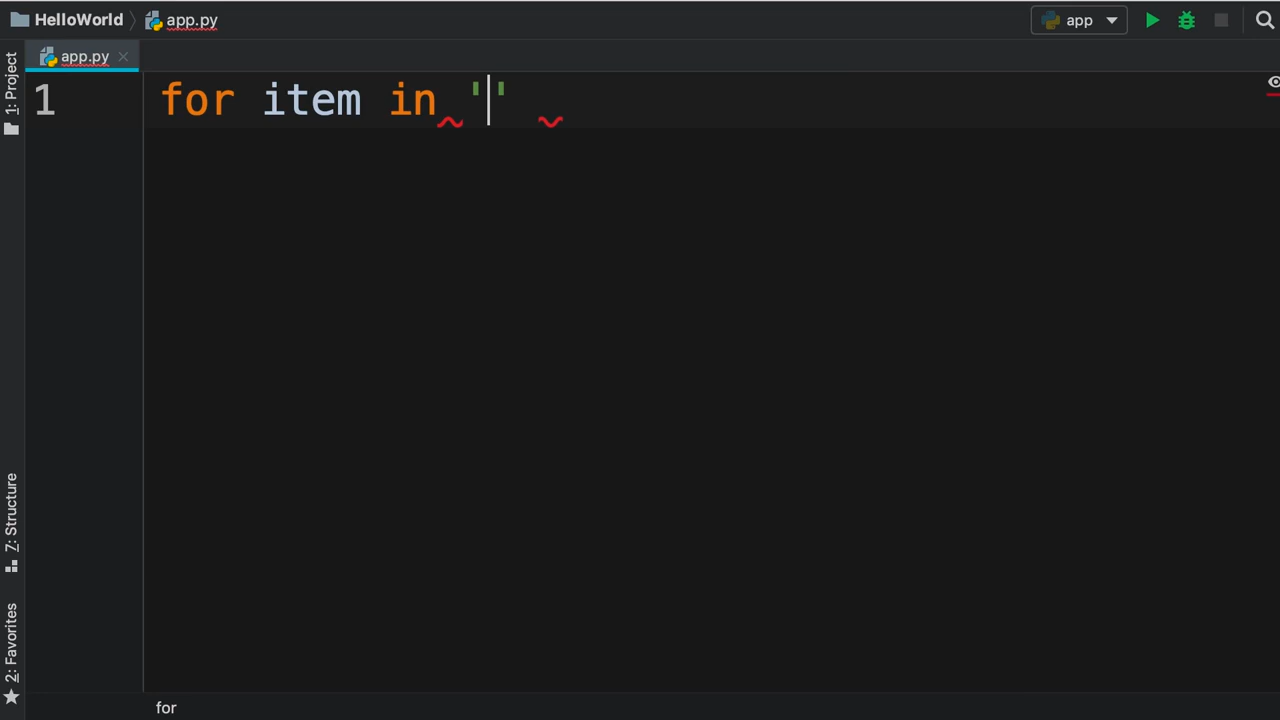 HelloWorld app.py app
app.py
1: Project
1 for item in ''
7: Structure
2: Favorites
for